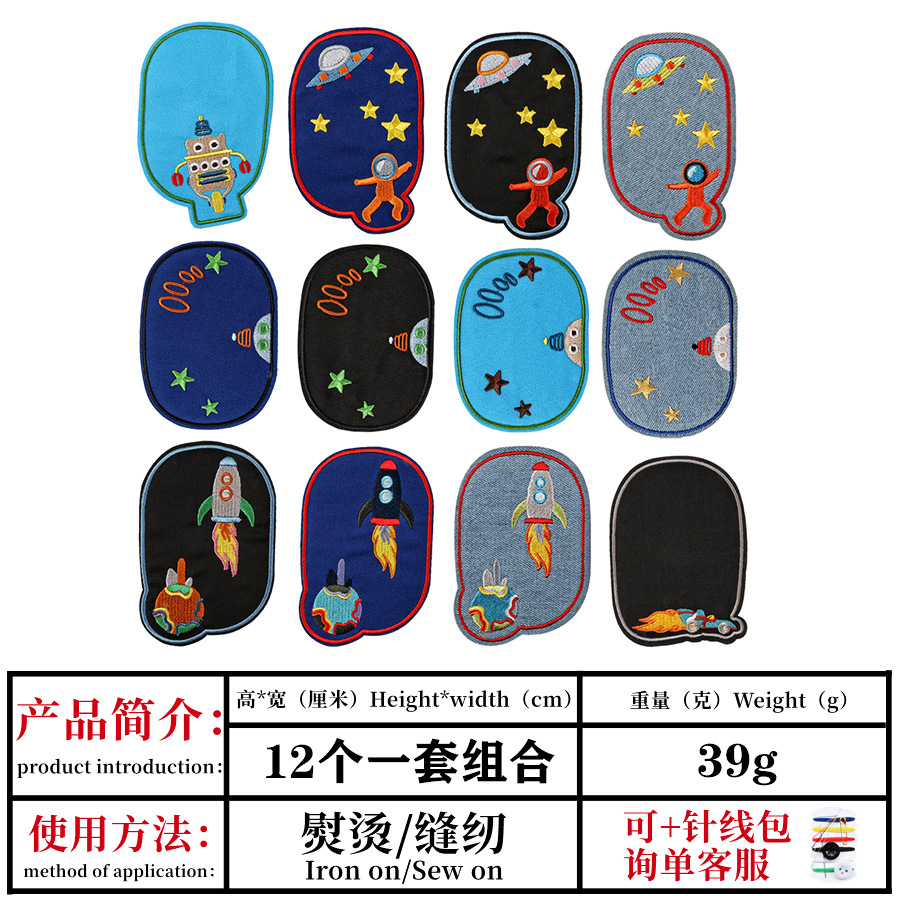 产品简介：
product introduction：
高*宽（厘米）Height*width（cm）
重量（克）Weight（g）
12个一套组合
39g
使用方法：
method of application：
熨烫/缝纫
Iron on/Sew on
可+针线包
询单客服